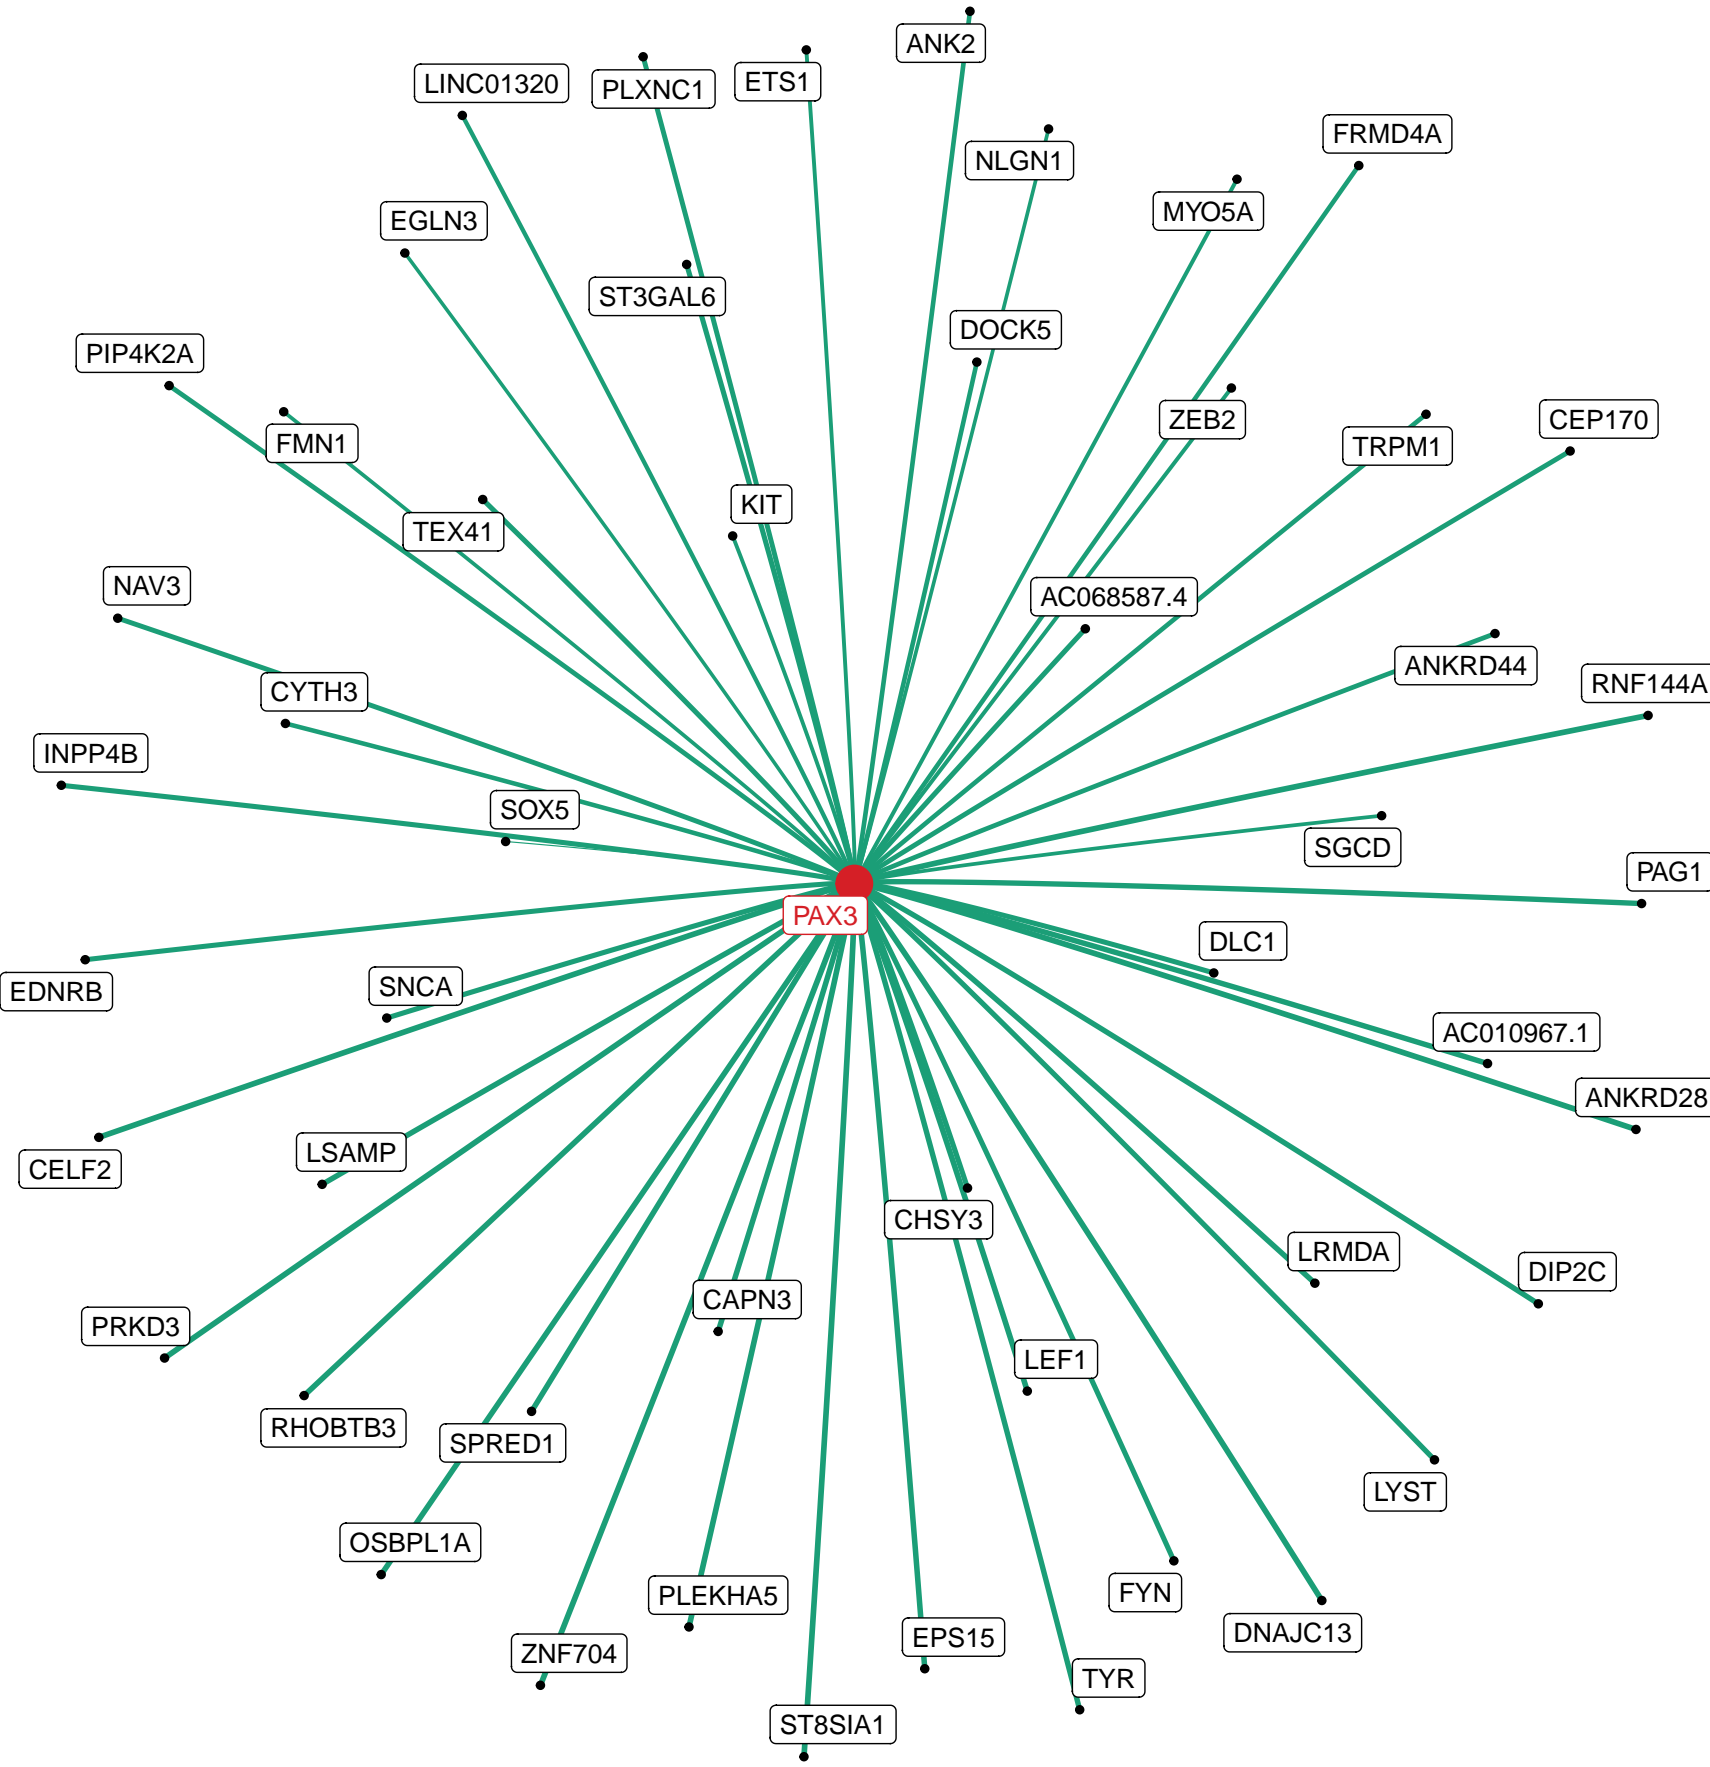 ANK2
LINC01320
PLXNC1
ETS1
FRMD4A
NLGN1
MYO5A
EGLN3
ST3GAL6
DOCK5
PIP4K2A
ZEB2
CEP170
FMN1
TRPM1
KIT
TEX41
NAV3
AC068587.4
ANKRD44
RNF144A
CYTH3
INPP4B
SOX5
SGCD
PAG1
PAX3
DLC1
SNCA
EDNRB
AC010967.1
ANKRD28
LSAMP
CELF2
CHSY3
LRMDA
DIP2C
CAPN3
PRKD3
LEF1
RHOBTB3
SPRED1
LYST
OSBPL1A
FYN
PLEKHA5
DNAJC13
EPS15
ZNF704
TYR
ST8SIA1